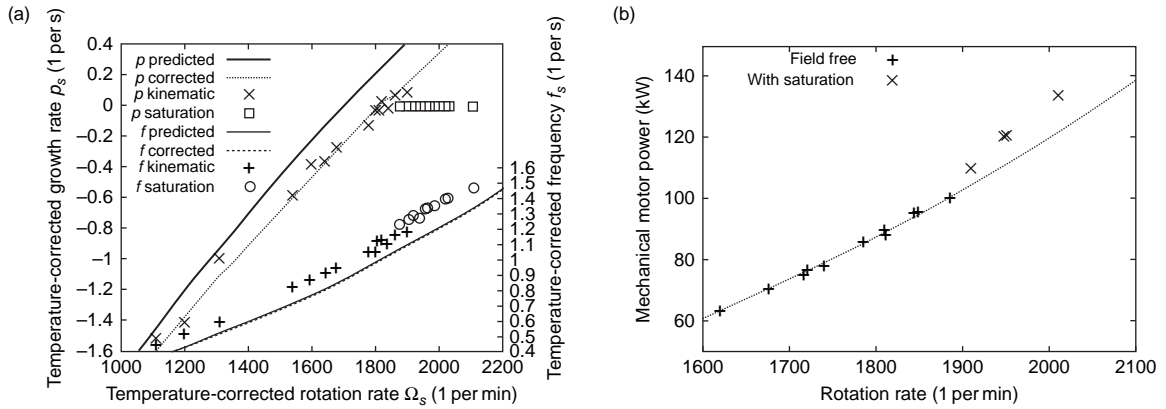 (a)
Temperature-corrected growth rate pₛ (1 per s)
0.4
0.2
0
-0.2
-0.4
-0.6
-0.8
-1
-1.2
-1.4
-1.6
p predicted
p corrected
p kinematic
p saturation
f predicted
f corrected
f kinematic
f saturation
1000 1200 1400 1600 1800 2000 2200
Temperature-corrected rotation rate Ωₛ (1 per min)
1.6
1.5
1.4
1.3
1.2
1.1
1
0.9
0.8
0.7
0.6
0.5
0.4
Temperature-corrected frequency fₛ (1 per s)
(b)
Mechanical motor power (kW)
140
120
100
80
60
Field free
With saturation
1600 1700 1800 1900 2000 2100
Rotation rate (1 per min)